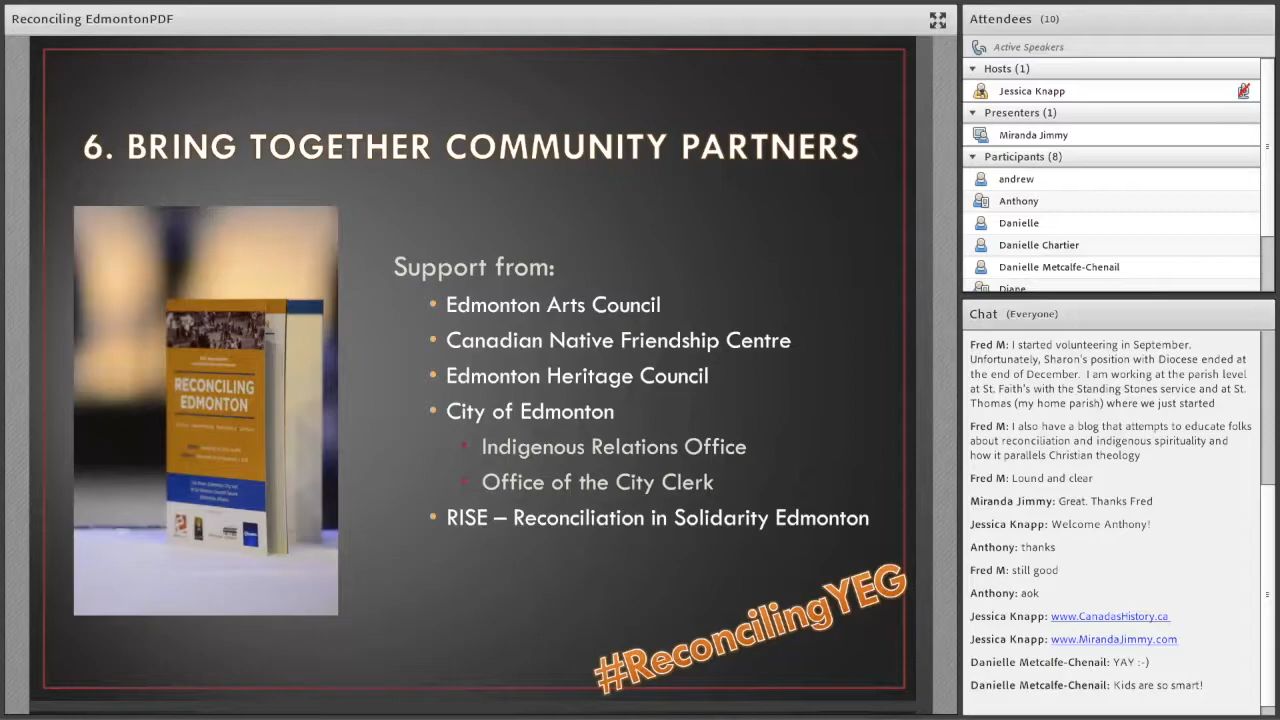 Reconciling EdmontonPDF
6. BRING TOGETHER COMMUNITY PARTNERS
RECONCILING
EDMONTON
Support from:
• Edmonton Arts Council
• Canadian Native Friendship Centre
• Edmonton Heritage Council
• City of Edmonton
• Indigenous Relations Office
• Office of the City Clerk
• RISE – Reconciliation in Solidarity Edmonton
#ReconcilingYEG
Attendees (10)
Active Speakers
Hosts (1)
Jessica Knapp
Presenters (1)
Miranda Jimmy
Participants (8)
andrew
Anthony
Danielle
Danielle Chartier
Danielle Metcalfe-Chenail
Diane
Chat (Everyone)
Fred M: I started volunteering in September.
Unfortunately, Sharon's position with Diocese ended at
the end of December. I am working at the parish level
at St. Faith's with the Standing Stones service and at St.
Thomas (my home parish) where we just started
Fred M: I also have a blog that attempts to educate folks
about reconciliation and indigenous spirituality and
how it parallels Christian theology
Fred M: Lound and clear
Miranda Jimmy: Great. Thanks Fred
Jessica Knapp: Welcome Anthony!
Anthony: thanks
Fred M: still good
Anthony: aok
Jessica Knapp: www.CanadasHistory.ca
Jessica Knapp: www.MirandaJimmy.com
Danielle Metcalfe-Chenail: YAY :-)
Danielle Metcalfe-Chenail: Kids are so smart!